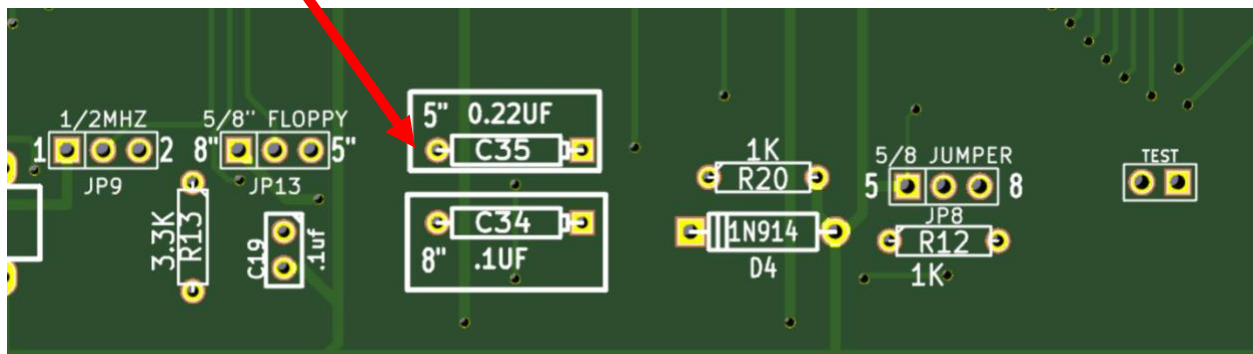 1/2MHZ
1 2
JP9
5/8" FLOPPY
8" 5"
JP13
3.3K
R13
C19
.1uf
5" 0.22UF
C35
C34
8" .1UF
1K
R20
1N914
D4
5/8 JUMPER
5 8
JP8
R12
1K
TEST